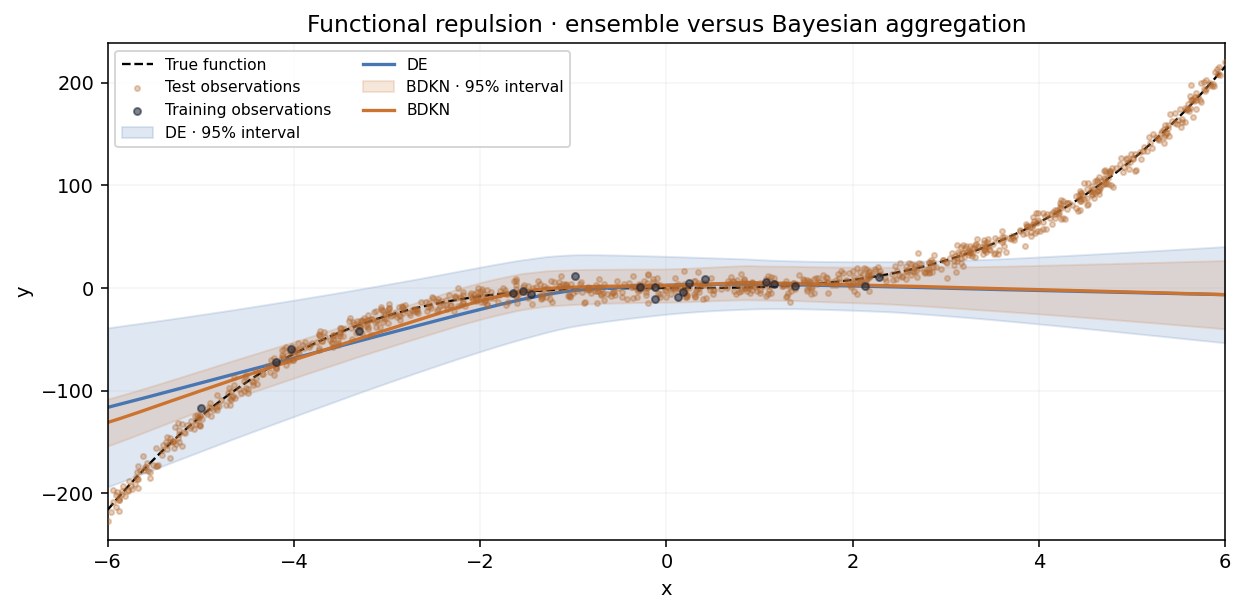 Functional repulsion · ensemble versus Bayesian aggregation
True function
Test observations
Training observations
DE · 95% interval
DE
BDKN · 95% interval
BDKN
y
200
100
0
−100
−200
−6
−4
−2
0
2
4
6
x